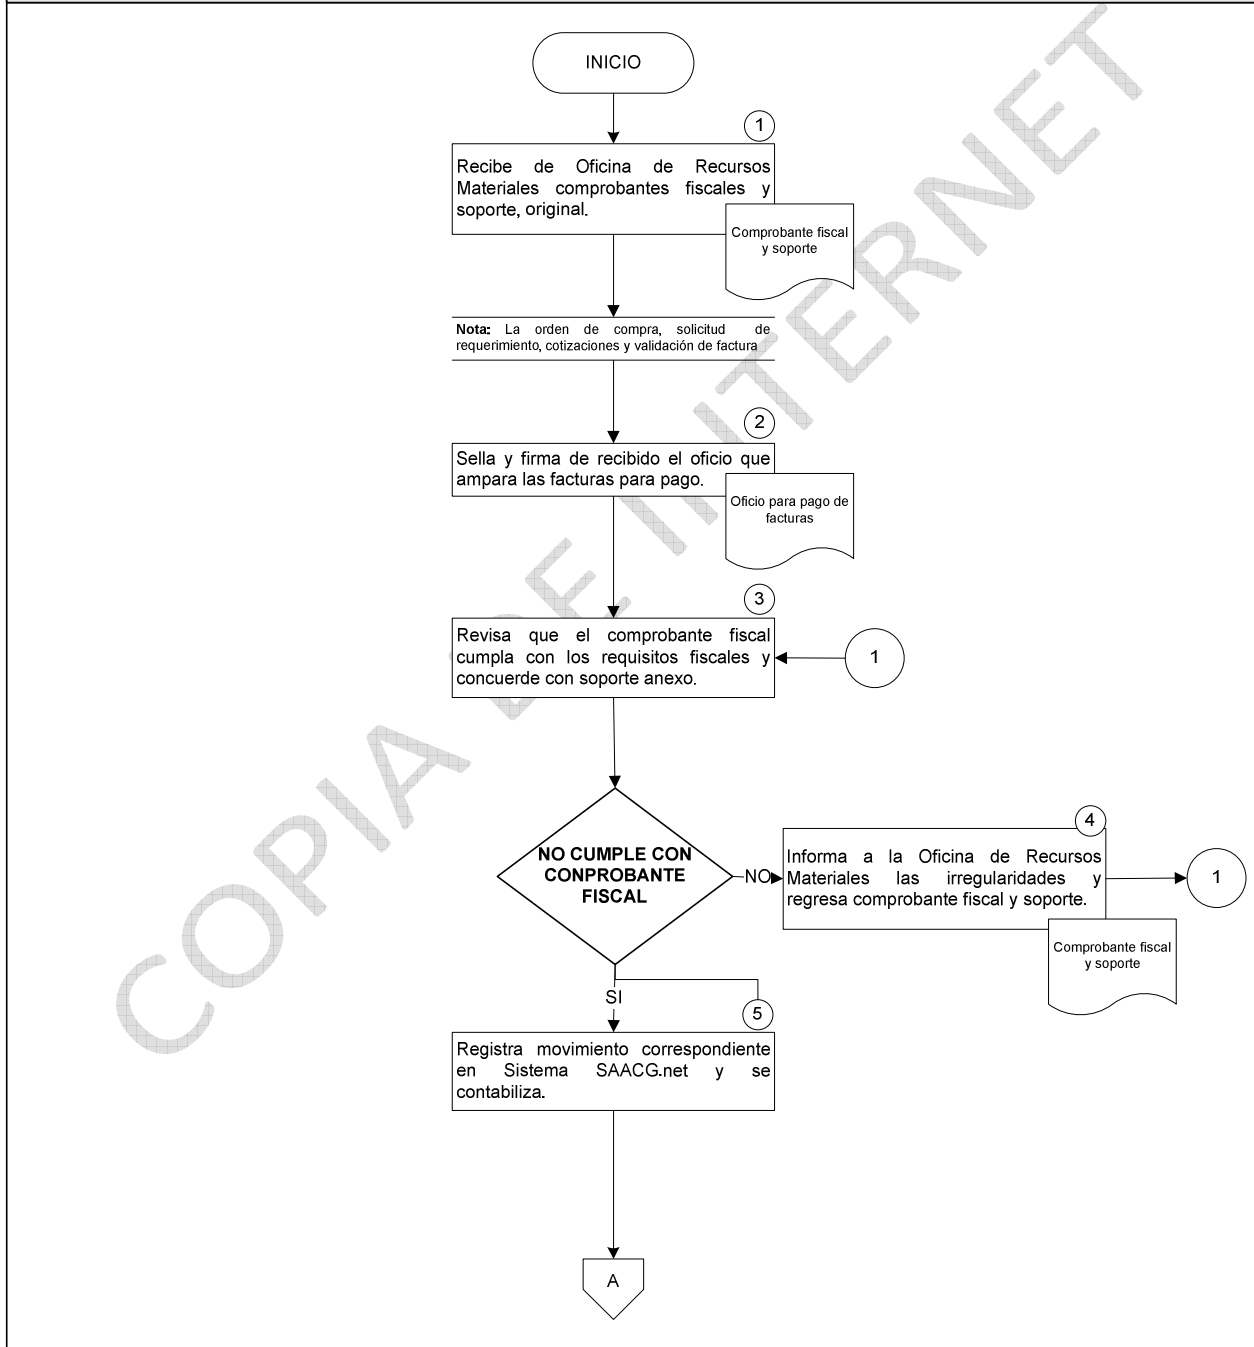 INICIO
1
Recibe de Oficina de Recursos
Materiales comprobantes fiscales y
soporte, original.
Comprobante fiscal
y soporte
Nota: La orden de compra, solicitud de
requerimiento, cotizaciones y validación de factura
2
Sella y firma de recibido el oficio que
ampara las facturas para pago.
Oficio para pago de
facturas
3
Revisa que el comprobante fiscal
cumpla con los requisitos fiscales y
concuerde con soporte anexo.
1
NO CUMPLE CON
CONPROBANTE
FISCAL
NO
4
Informa a la Oficina de Recursos
Materiales las irregularidades y
regresa comprobante fiscal y soporte.
1
Comprobante fiscal
y soporte
SI
5
Registra movimiento correspondiente
en Sistema SAACG.net y se
contabiliza.
A
COPIA DE INTERNET